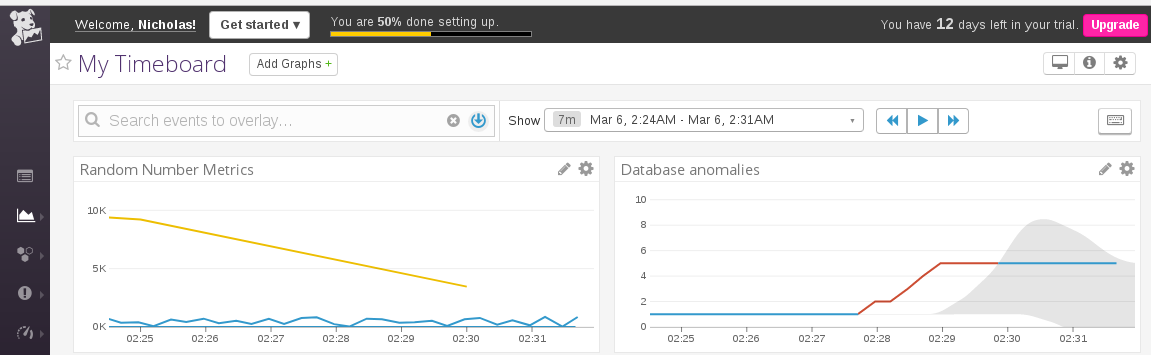 Welcome, Nicholas!
Get started ▾
You are 50% done setting up.
You have 12 days left in your trial.
Upgrade
My Timeboard
Add Graphs +
Search events to overlay...
Show
7m Mar 6, 2:24AM - Mar 6, 2:31AM
Random Number Metrics
10K
5K
0K
02:25 02:26 02:27 02:28 02:29 02:30 02:31
Database anomalies
10
8
6
4
2
0
02:25 02:26 02:27 02:28 02:29 02:30 02:31